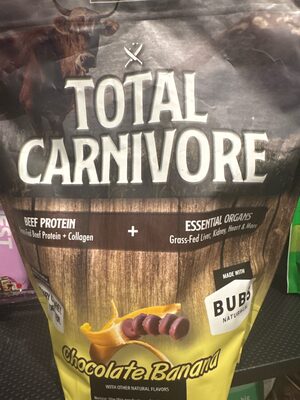 TOTAL
CARNIVORE
BEEF PROTEIN + ESSENTIAL ORGANS
Beef Protein + Collagen Grass-Fed Liver, Kidney, Heart & More
MADE WITH
BUBS
NATURALS
Chocolate Banana
WITH OTHER NATURAL FLAVORS